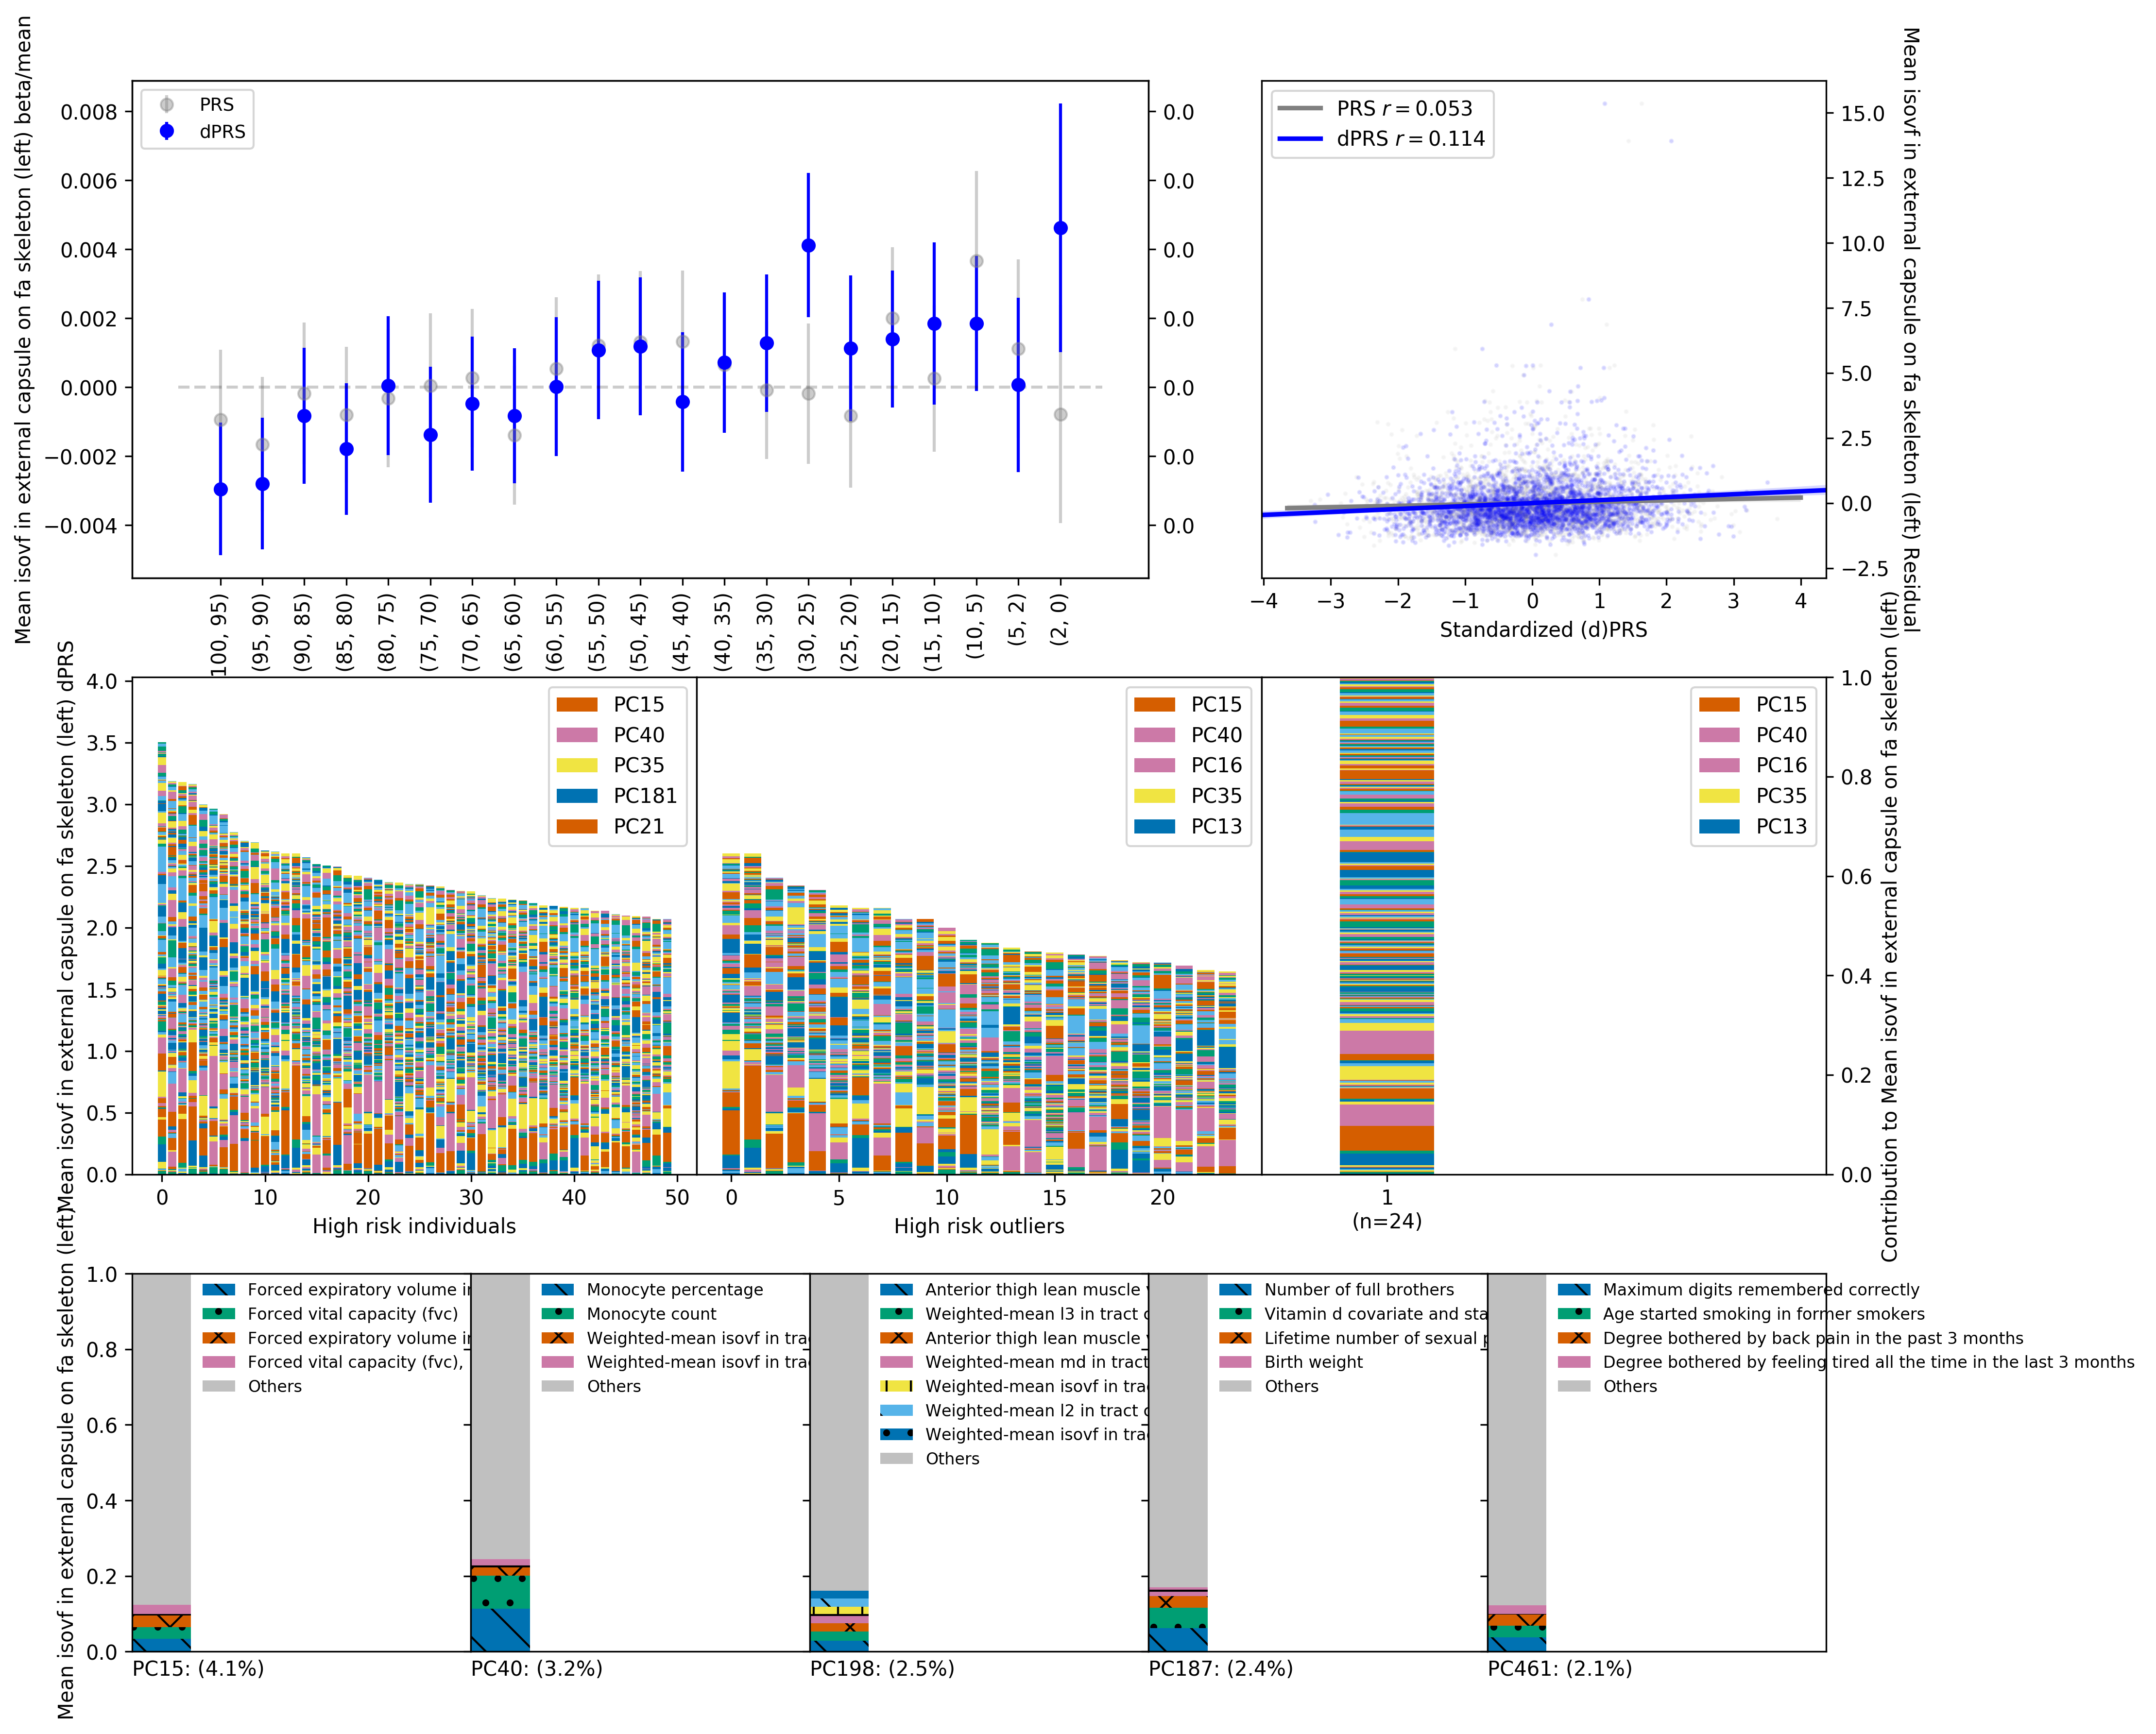 Mean isovf in external capsule on fa skeleton (left) beta/mean
0.008
0.006
0.004
0.002
0.000
−0.002
−0.004
PRS
dPRS
0.0
0.0
0.0
0.0
0.0
0.0
0.0
100, 95)
(95, 90)
(90, 85)
(85, 80)
(80, 75)
(75, 70)
(70, 65)
(65, 60)
(60, 55)
(55, 50)
(50, 45)
(45, 40)
(40, 35)
(35, 30)
(30, 25)
(25, 20)
(20, 15)
(15, 10)
(10, 5)
(5, 2)
(2, 0)
PRS r = 0.053
dPRS r = 0.114
15.0
12.5
10.0
7.5
5.0
2.5
0.0
−2.5
Mean isovf in external capsule on fa skeleton (left) Residual
−4
−3
−2
−1
0
1
2
3
4
Standardized (d)PRS
Mean isovf in external capsule on fa skeleton (left) dPRS
4.0
3.5
3.0
2.5
2.0
1.5
1.0
0.5
0.0
PC15
PC40
PC35
PC181
PC21
0
10
20
30
40
50
High risk individuals
PC15
PC40
PC16
PC35
PC13
0
5
10
15
20
High risk outliers
PC15
PC40
PC16
PC35
PC13
1
(n=24)
1.0
0.8
0.6
0.4
0.2
0.0
Contribution to Mean isovf in external capsule on fa skeleton (left)
Mean isovf in external capsule on fa skeleton (left)
1.0
0.8
0.6
0.4
0.2
0.0
Forced expiratory volume in
Forced vital capacity (fvc)
Forced expiratory volume in
Forced vital capacity (fvc),
Others
PC15: (4.1%)
Monocyte percentage
Monocyte count
Weighted-mean isovf in trac
Weighted-mean isovf in trac
Others
PC40: (3.2%)
Anterior thigh lean muscle
Weighted-mean l3 in tract
Anterior thigh lean muscle
Weighted-mean md in tract
Weighted-mean isovf in trac
Weighted-mean l2 in tract
Weighted-mean isovf in trac
Others
PC198: (2.5%)
Number of full brothers
Vitamin d covariate and sta
Lifetime number of sexual
Birth weight
Others
PC187: (2.4%)
Maximum digits remembered correctly
Age started smoking in former smokers
Degree bothered by back pain in the past 3 months
Degree bothered by feeling tired all the time in the last 3 months
Others
PC461: (2.1%)